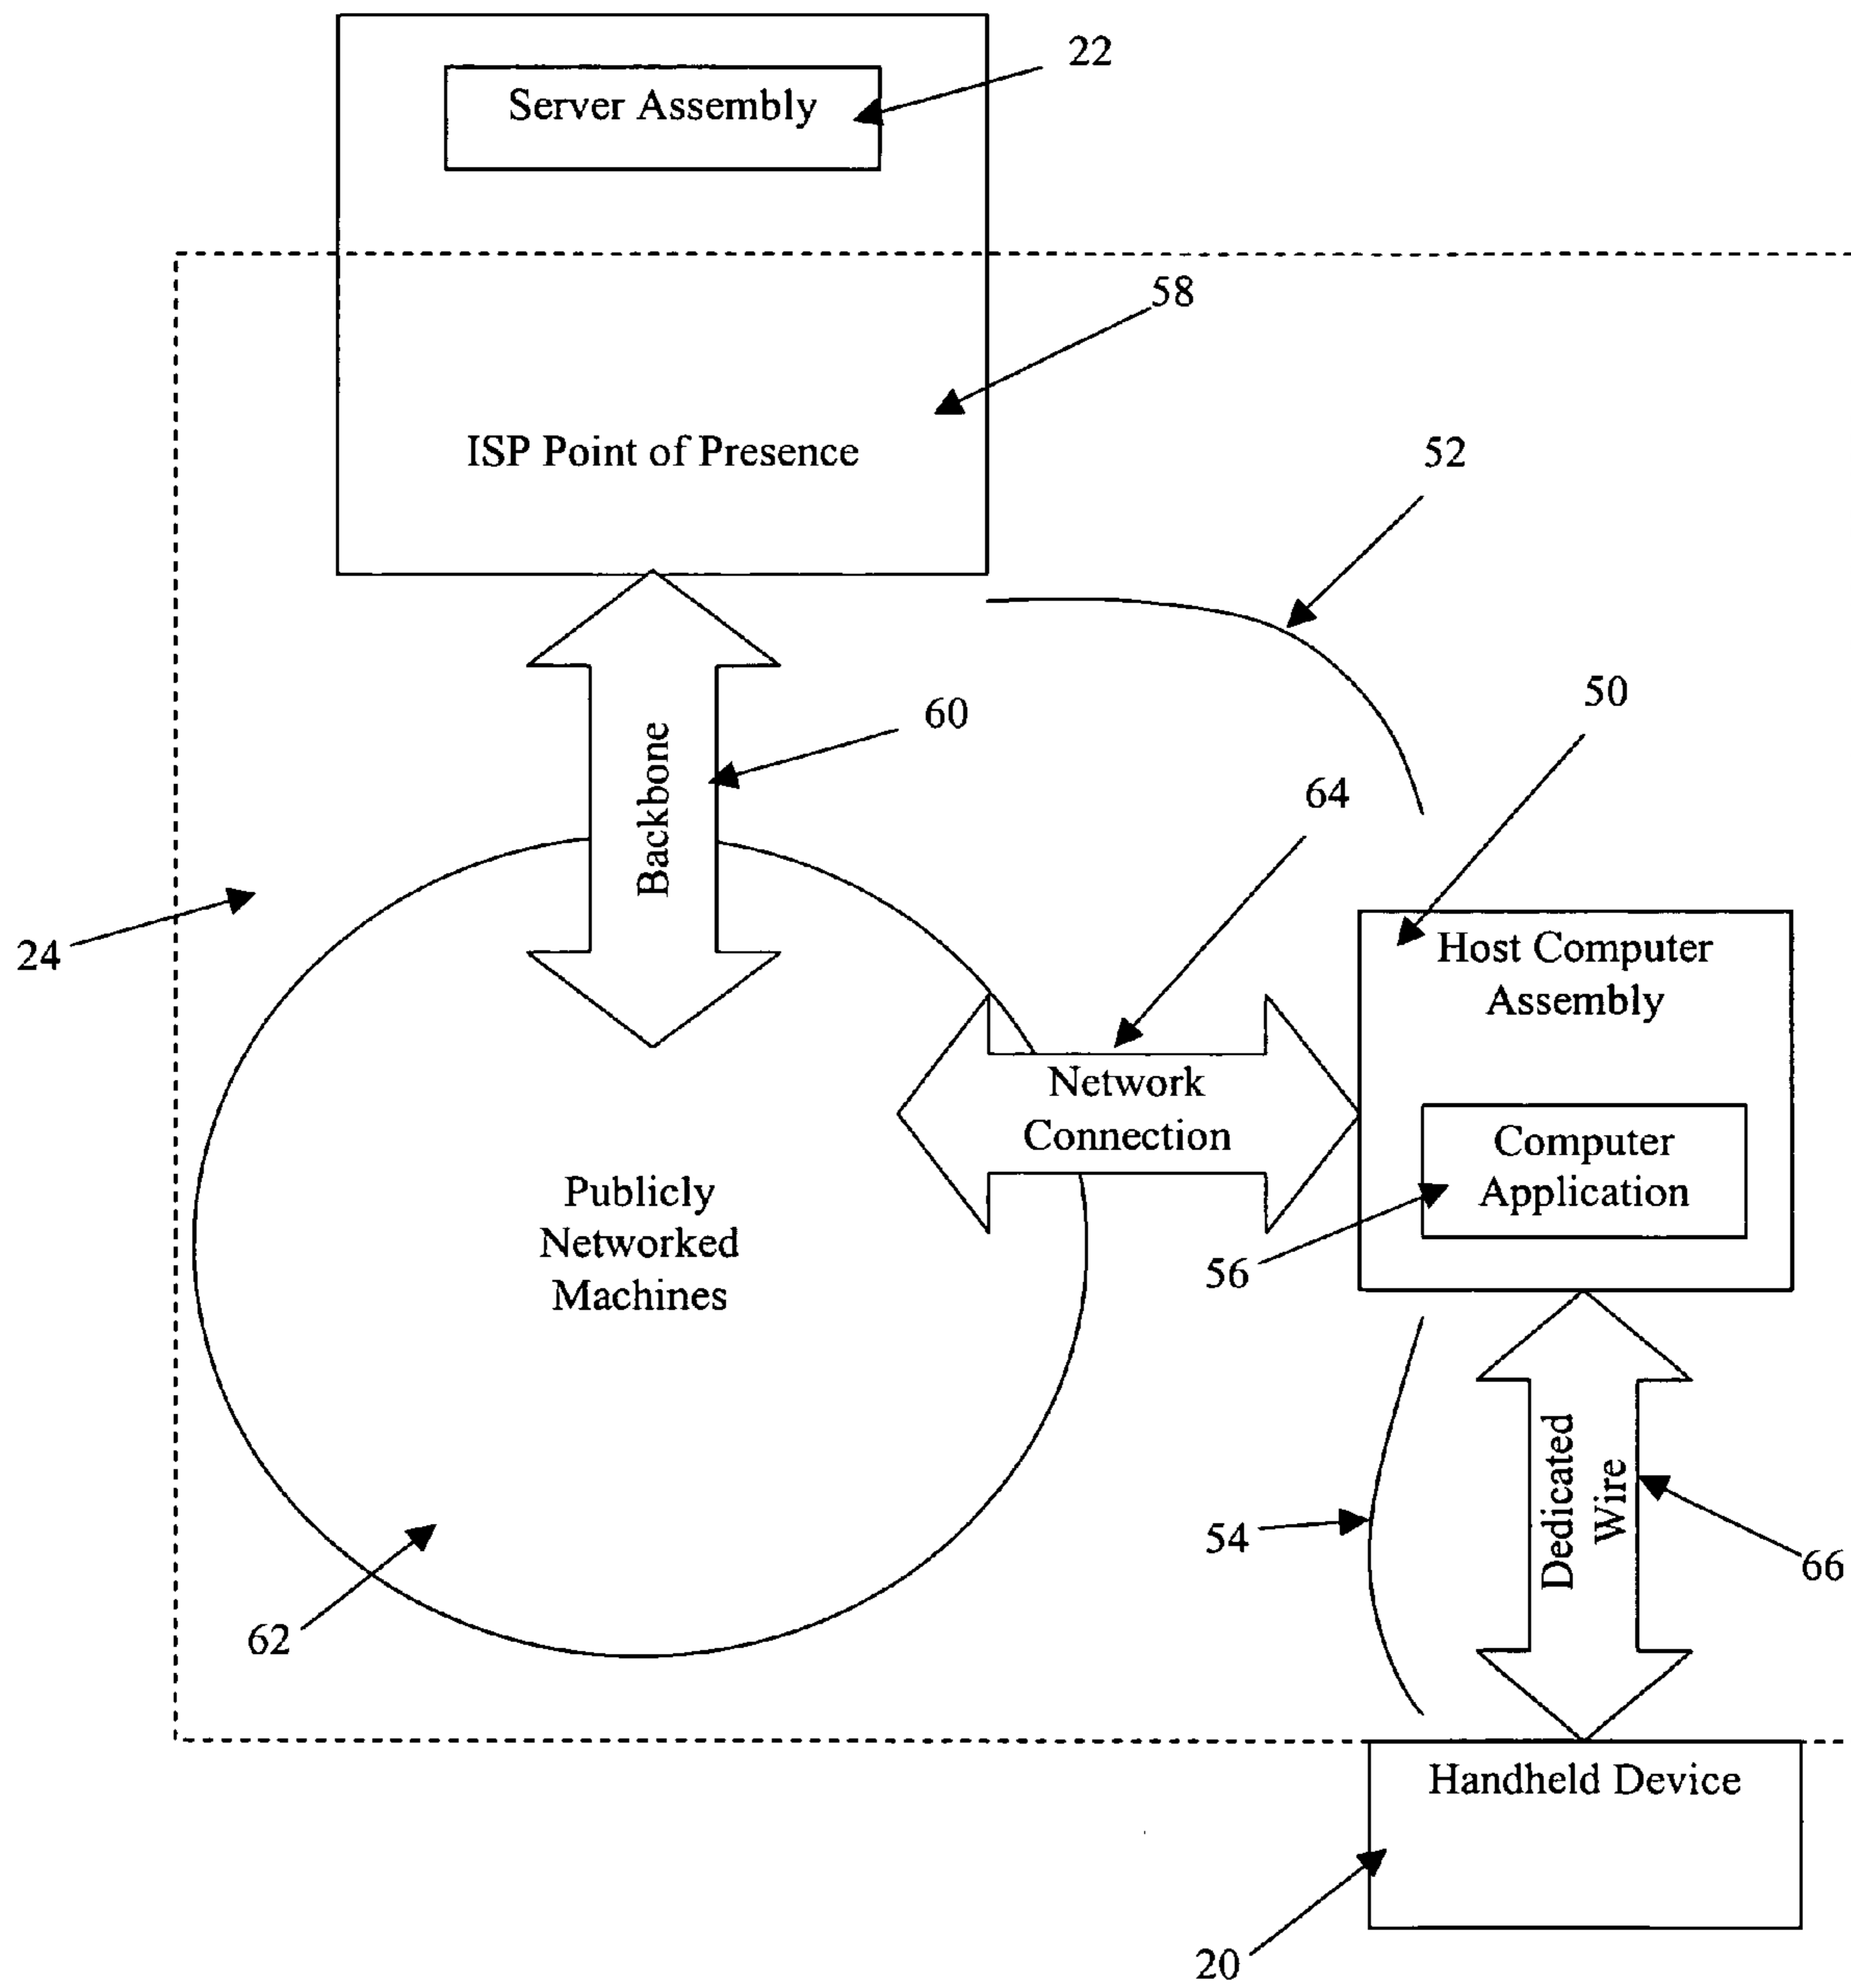 22
Server Assembly
58
ISP Point of Presence
52
50
60
Backbone
64
24
Host Computer
Assembly
Network
Connection
Computer
Application
56
Publicly
Networked
Machines
Dedicated
Wire
54
66
62
Handheld Device
20